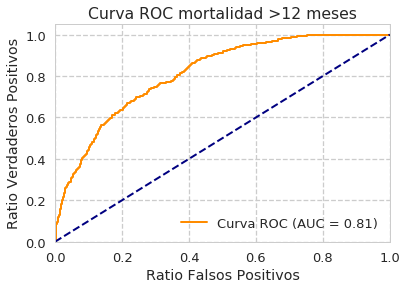 Curva ROC mortalidad >12 meses
Ratio Verdaderos Positivos
1.0
0.8
0.6
0.4
0.2
0.0
Curva ROC (AUC = 0.81)
0.0 0.2 0.4 0.6 0.8 1.0
Ratio Falsos Positivos